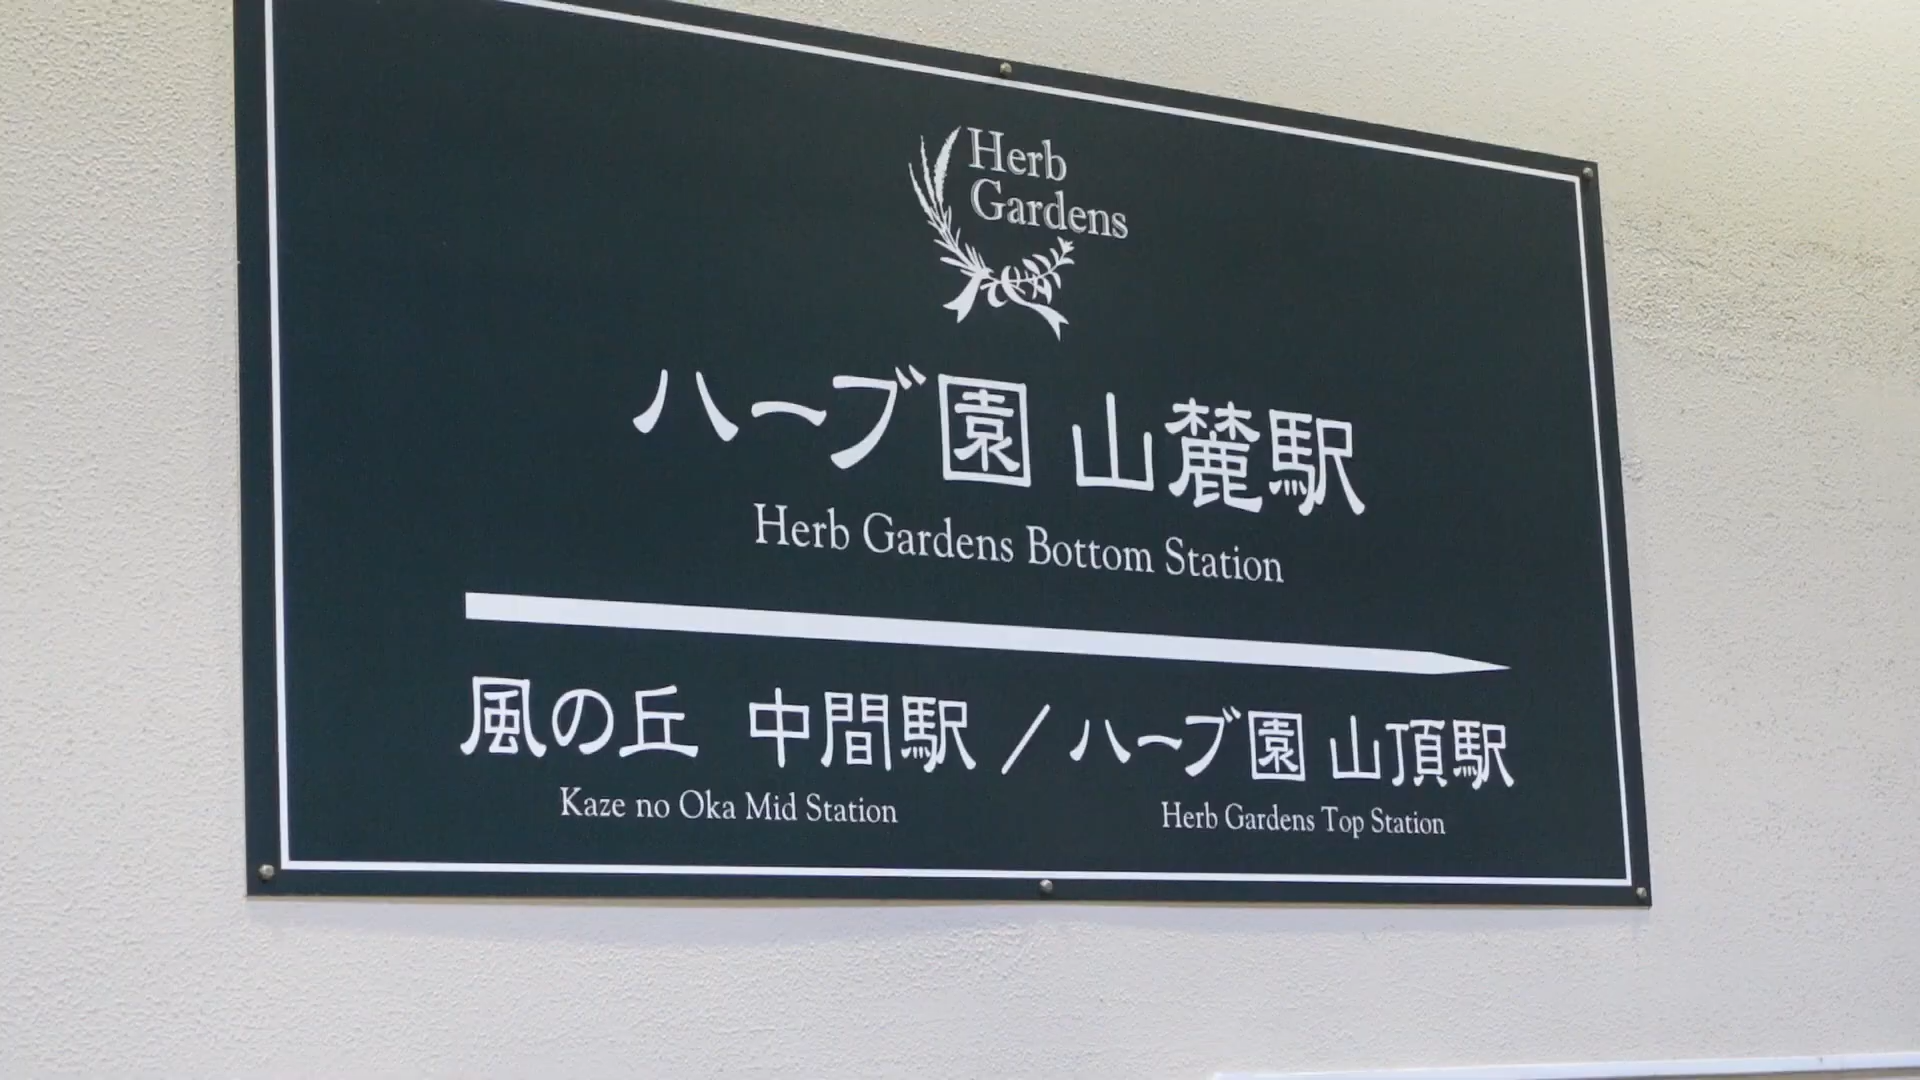 Herb
Gardens
ハーブ園 山麓駅
Herb Gardens Bottom Station
風の丘 中間駅 / ハーブ園 山頂駅
Kaze no Oka Mid Station Herb Gardens Top Station